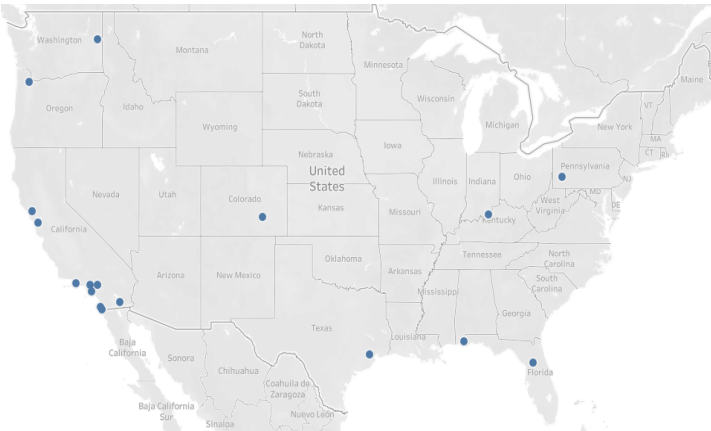 Washington
North
Dakota
Montana
Minnesota
Maine
Oregon
Idaho
South
Dakota
Wisconsin
VT
Wyoming
Michigan
New York
MA
CT
RI
Nebraska
Iowa
Pennsylvania
NJ
United
States
Nevada
Utah
Colorado
Illinois
Indiana
Ohio
MD
DE
West
Virginia
Kansas
Missouri
Kentucky
California
Tennessee
North
Carolina
Arizona
New Mexico
Oklahoma
Arkansas
South
Carolina
Mississippi
Georgia
Texas
Louisiana
Baja
California
Sonora
Chihuahua
Florida
Coahuila de
Zaragoza
Baja California
Sur
Sinaloa
Nuevo León